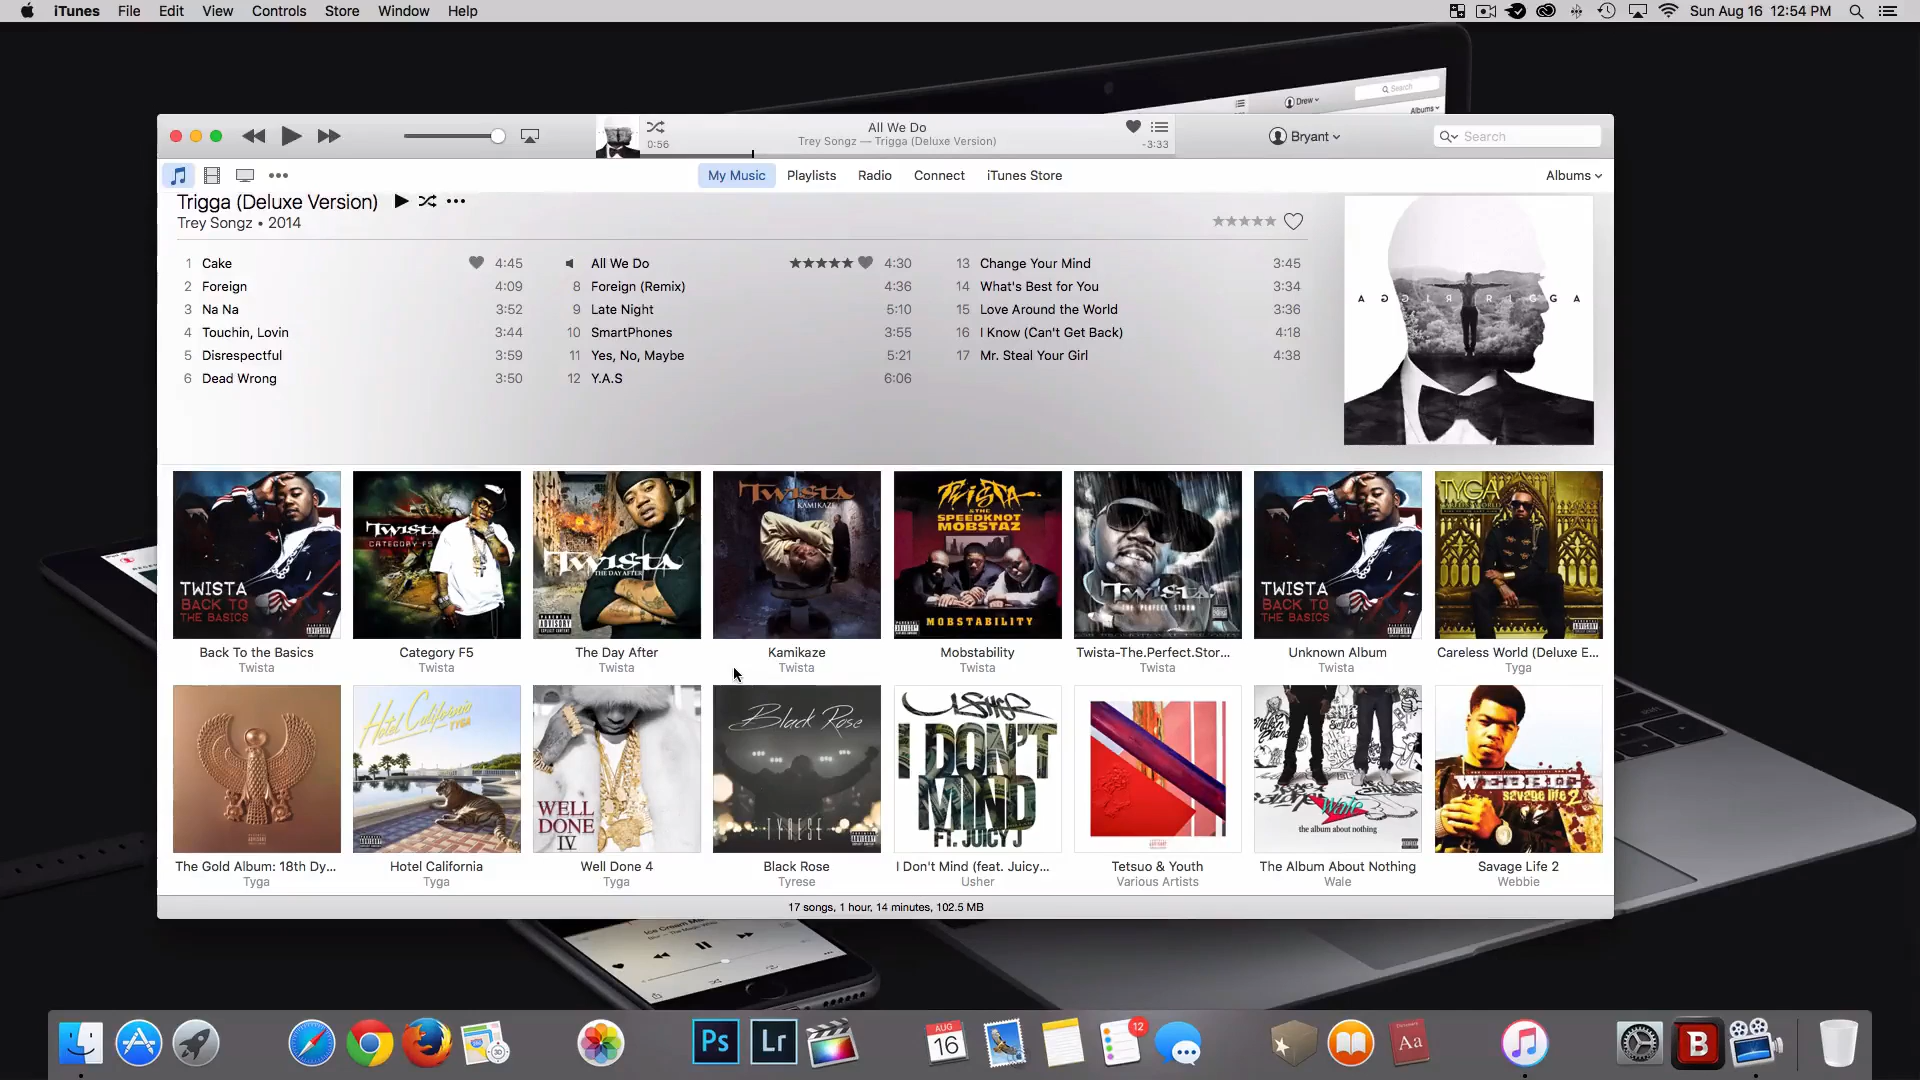 iTunes File Edit View Controls Store Window Help
Sun Aug 16 12:54 PM
Search
Drew
Albums
All We Do
Trey Songz — Trigga (Deluxe Version)
0:56
-3:33
Bryant
Search
My Music Playlists Radio Connect iTunes Store
Albums
Trigga (Deluxe Version)
Trey Songz • 2014
1 Cake 4:45
2 Foreign 4:09
3 Na Na 3:52
4 Touchin, Lovin 3:44
5 Disrespectful 3:59
6 Dead Wrong 3:50
All We Do ★★★★★ 4:30
8 Foreign (Remix) 4:36
9 Late Night 5:10
10 SmartPhones 3:55
11 Yes, No, Maybe 5:21
12 Y.A.S 6:06
13 Change Your Mind 3:45
14 What's Best for You 3:34
15 Love Around the World 3:36
16 I Know (Can't Get Back) 4:18
17 Mr. Steal Your Girl 4:38
TWISTA
BACK TO
THE BASICS
TWISTA
CATEGORY F5
TWISTA
THE DAY AFTER
TWISTA
KAMIKAZE
TWISTA
& THE
SPEEDKNOT
MOBSTAZ
MOBSTABILITY
TWISTA
THE PERFECT STORM
TWISTA
BACK TO
THE BASICS
TYGA
Back To the Basics
Twista
Category F5
Twista
The Day After
Twista
Kamikaze
Twista
Mobstability
Twista
Twista-The.Perfect.Stor...
Twista
Unknown Album
Twista
Careless World (Deluxe E...
Tyga
Hotel California
TYGA
WELL
DONE
IV
Black Rose
TYRESE
USHER
I DON'T
MIND
FT. JUICY J
Wale
the album about nothing
WEBBIE
savage life 2
The Gold Album: 18th Dy...
Tyga
Hotel California
Tyga
Well Done 4
Tyga
Black Rose
Tyrese
I Don't Mind (feat. Juicy...
Usher
Tetsuo & Youth
Various Artists
The Album About Nothing
Wale
Savage Life 2
Webbie
17 songs, 1 hour, 14 minutes, 102.5 MB
3D
Ps
Lr
AUG
16
12
Aa
B